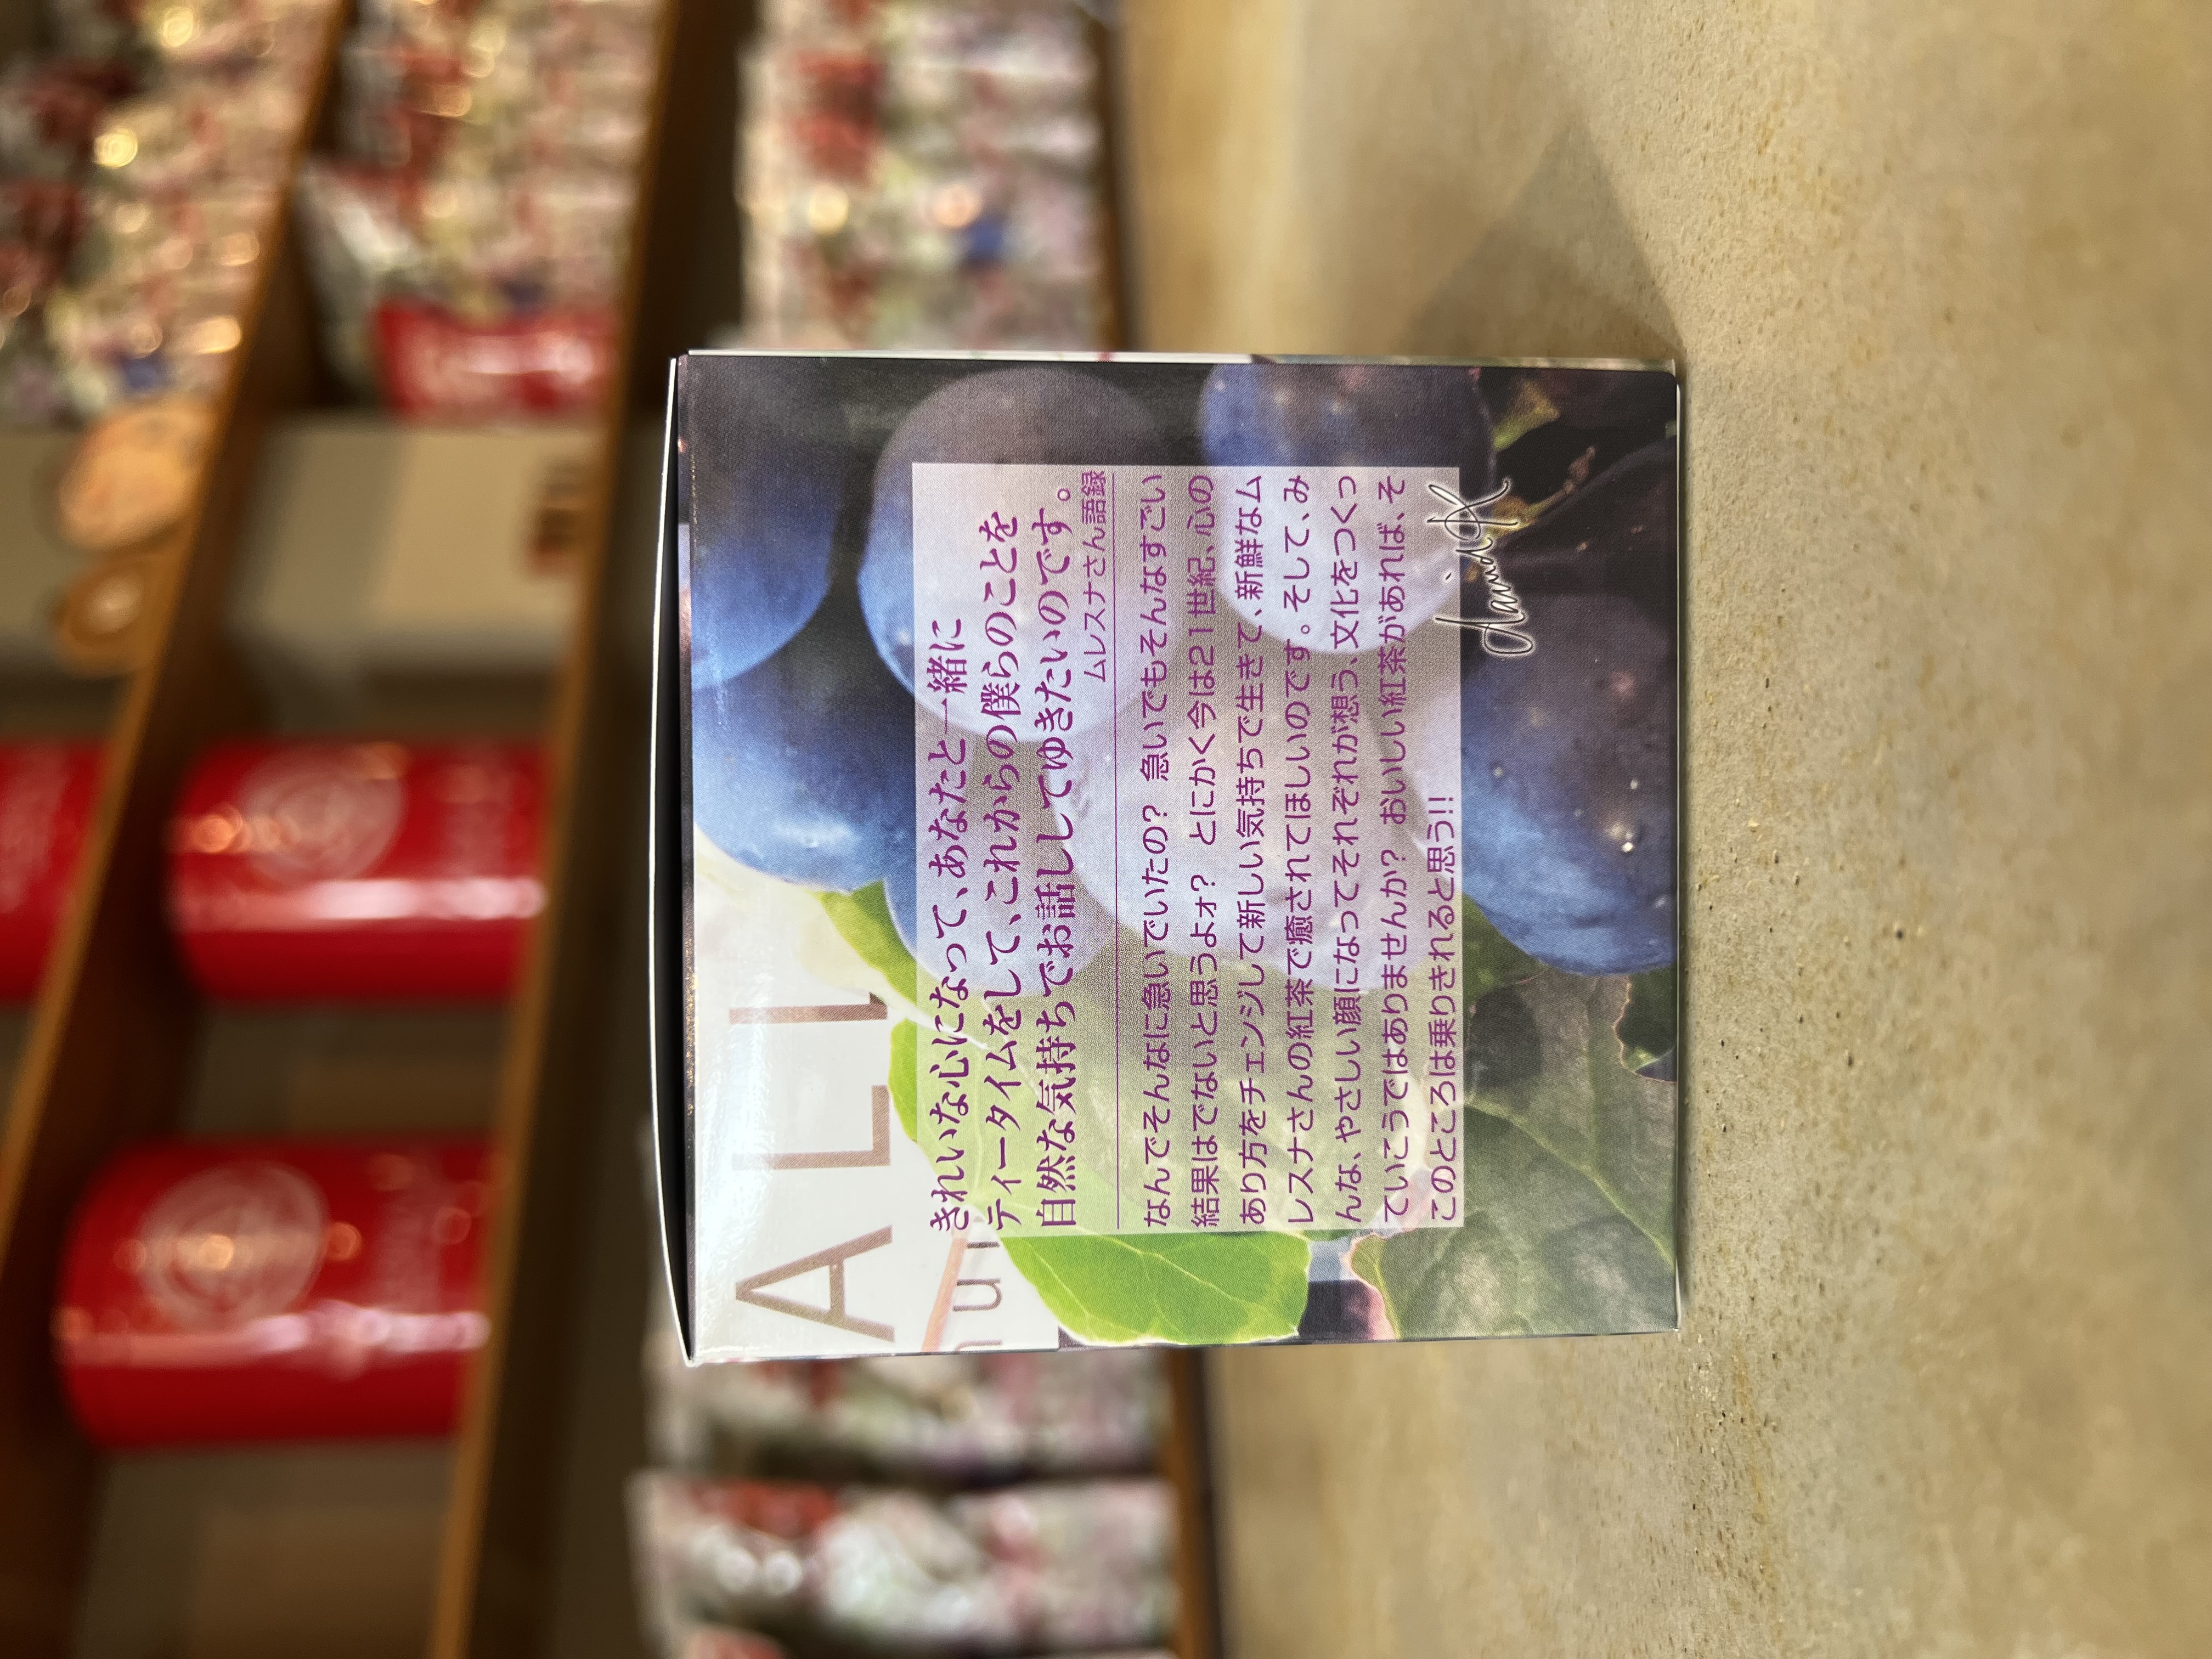 ALL
きれいな心になって、あなたと一緒に
ティータイムをして、これからの僕らのことを
自然な気持ちでお話ししてゆきたいのです。
ムレスナさん語録
なんでそんなに急いでいたの？ 急いでもそんなすごい
結果はでないと思うよォ？ とにかく今は２１世紀、心の
あり方をチェンジして新しい気持ちで生きて、新鮮なム
レスナさんの紅茶で癒されてほしいのです。そして、み
んな、やさしい顔になってそれぞれが想う、文化をつくっ
ていこうではありませんか？ おいしい紅茶があれば、そ
このところは乗りきれると思う!!
David K